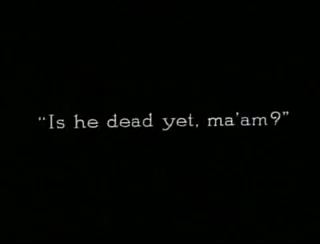 “Is he dead yet, ma'am?”